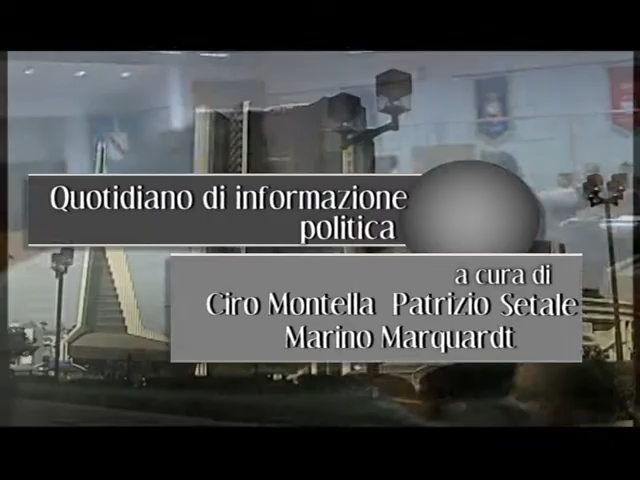 Quotidiano di informazione
politica
a cura di
Ciro Montella Patrizio Setale
Marino Marquardt